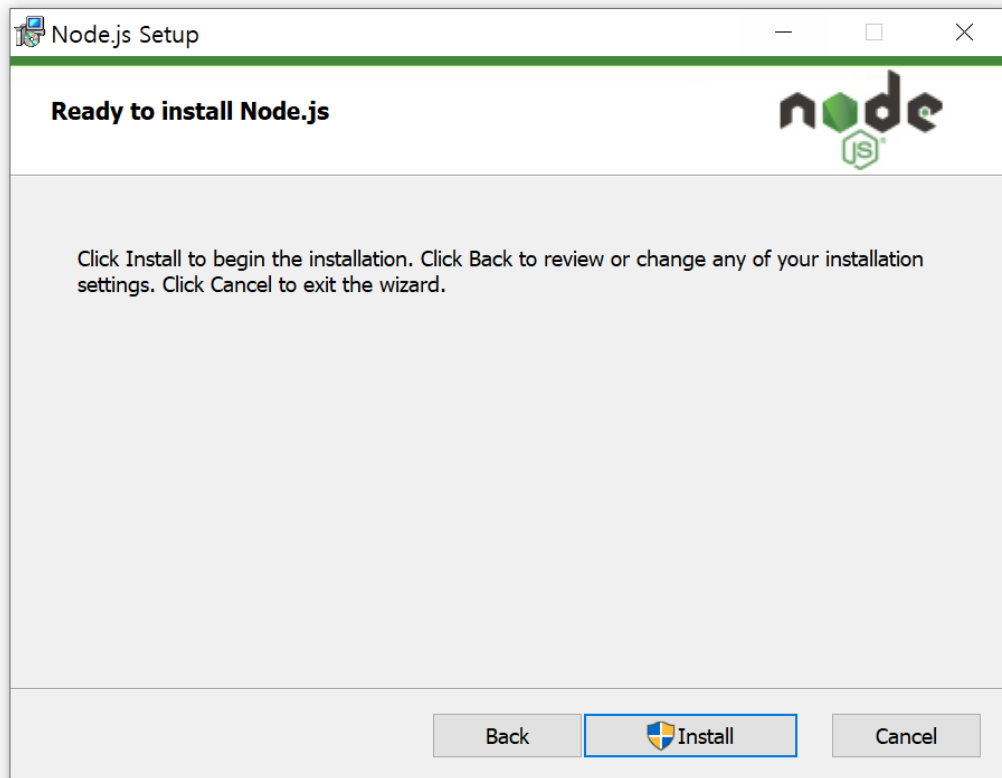 Node.js Setup
Ready to install Node.js
node
JS
Click Install to begin the installation. Click Back to review or change any of your installation
settings. Click Cancel to exit the wizard.
Back
Install
Cancel